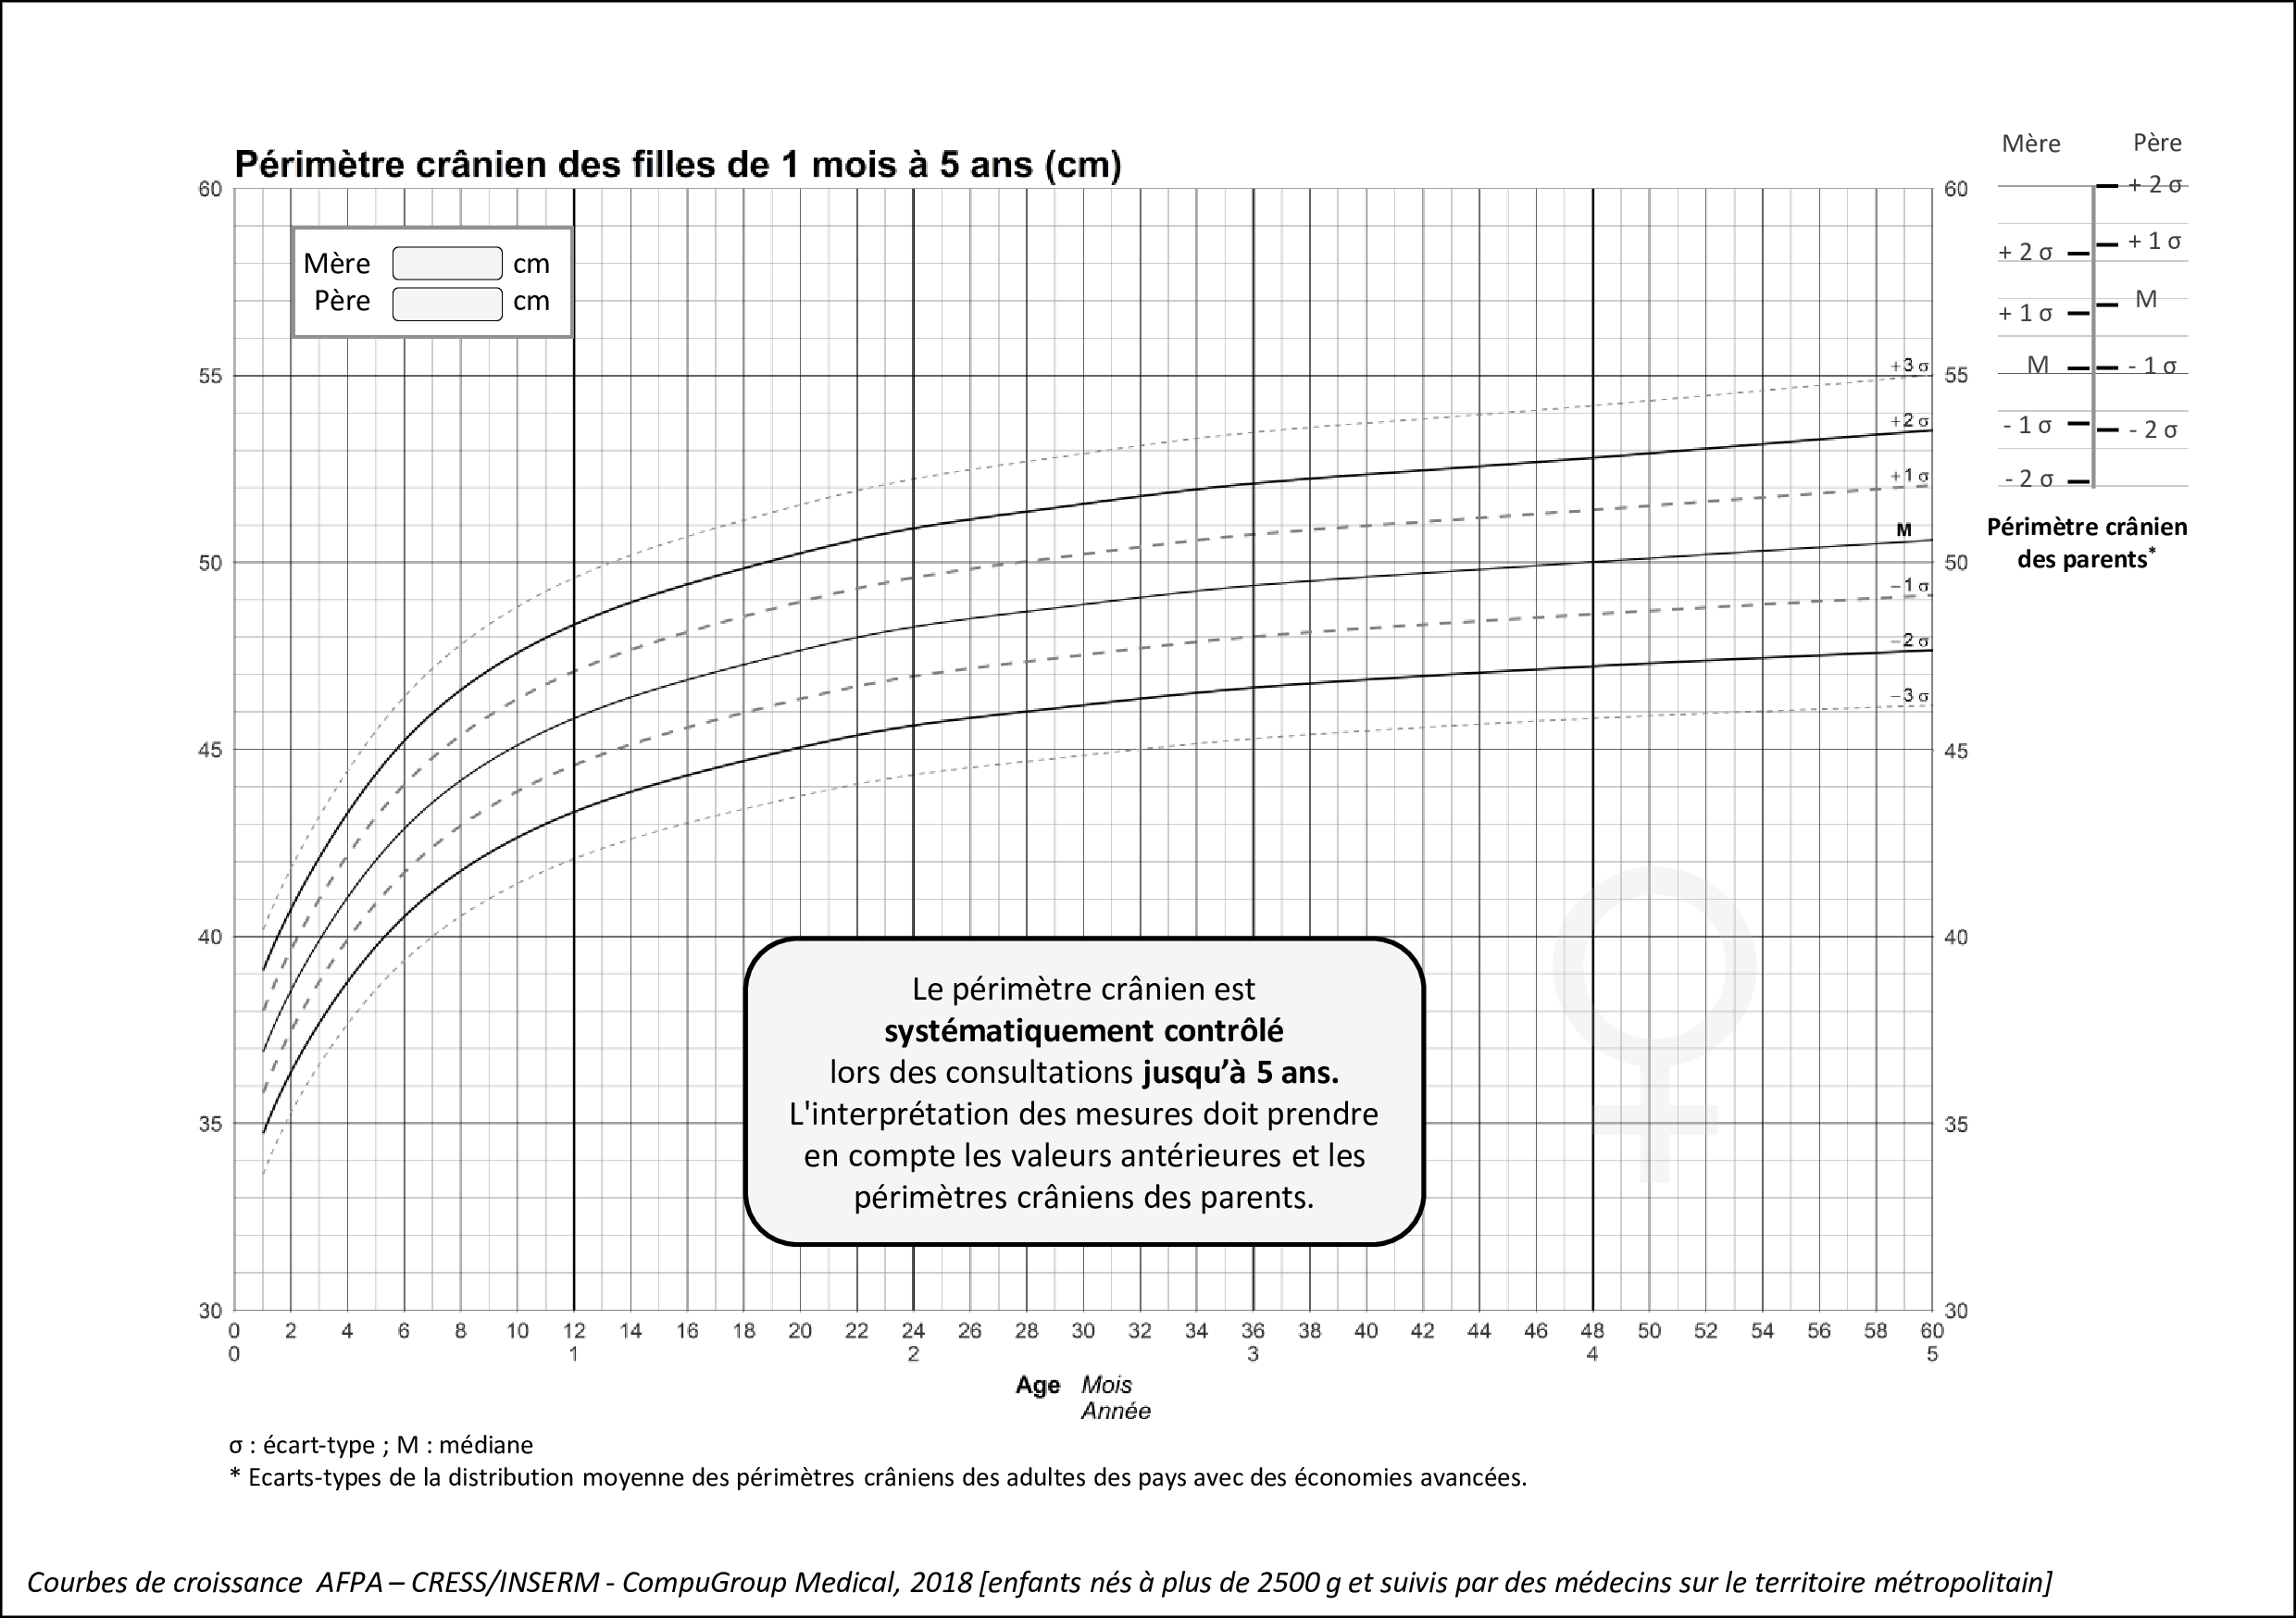 Périmètre crânien des filles de 1 mois à 5 ans (cm)
Mère Père
60 60
Mère cm
Père cm
+ 2 σ
+ 2 σ + 1 σ
+ 1 σ M
M - 1 σ
- 1 σ - 2 σ
- 2 σ
Périmètre crânien
des parents*
55 +3 σ 55
+2 σ
+1 σ
M
50 50
−1 σ
−2 σ
−3 σ
45 45
40 40
Le périmètre crânien est
systématiquement contrôlé
lors des consultations jusqu’à 5 ans.
L'interprétation des mesures doit prendre
en compte les valeurs antérieures et les
périmètres crâniens des parents.
35 35
30 30
0 2 4 6 8 10 12 14 16 18 20 22 24 26 28 30 32 34 36 38 40 42 44 46 48 50 52 54 56 58 60
0 1 2 3 4 5
Age Mois
Année
σ : écart-type ; M : médiane
* Ecarts-types de la distribution moyenne des périmètres crâniens des adultes des pays avec des économies avancées.
Courbes de croissance AFPA – CRESS/INSERM - CompuGroup Medical, 2018 [enfants nés à plus de 2500 g et suivis par des médecins sur le territoire métropolitain]